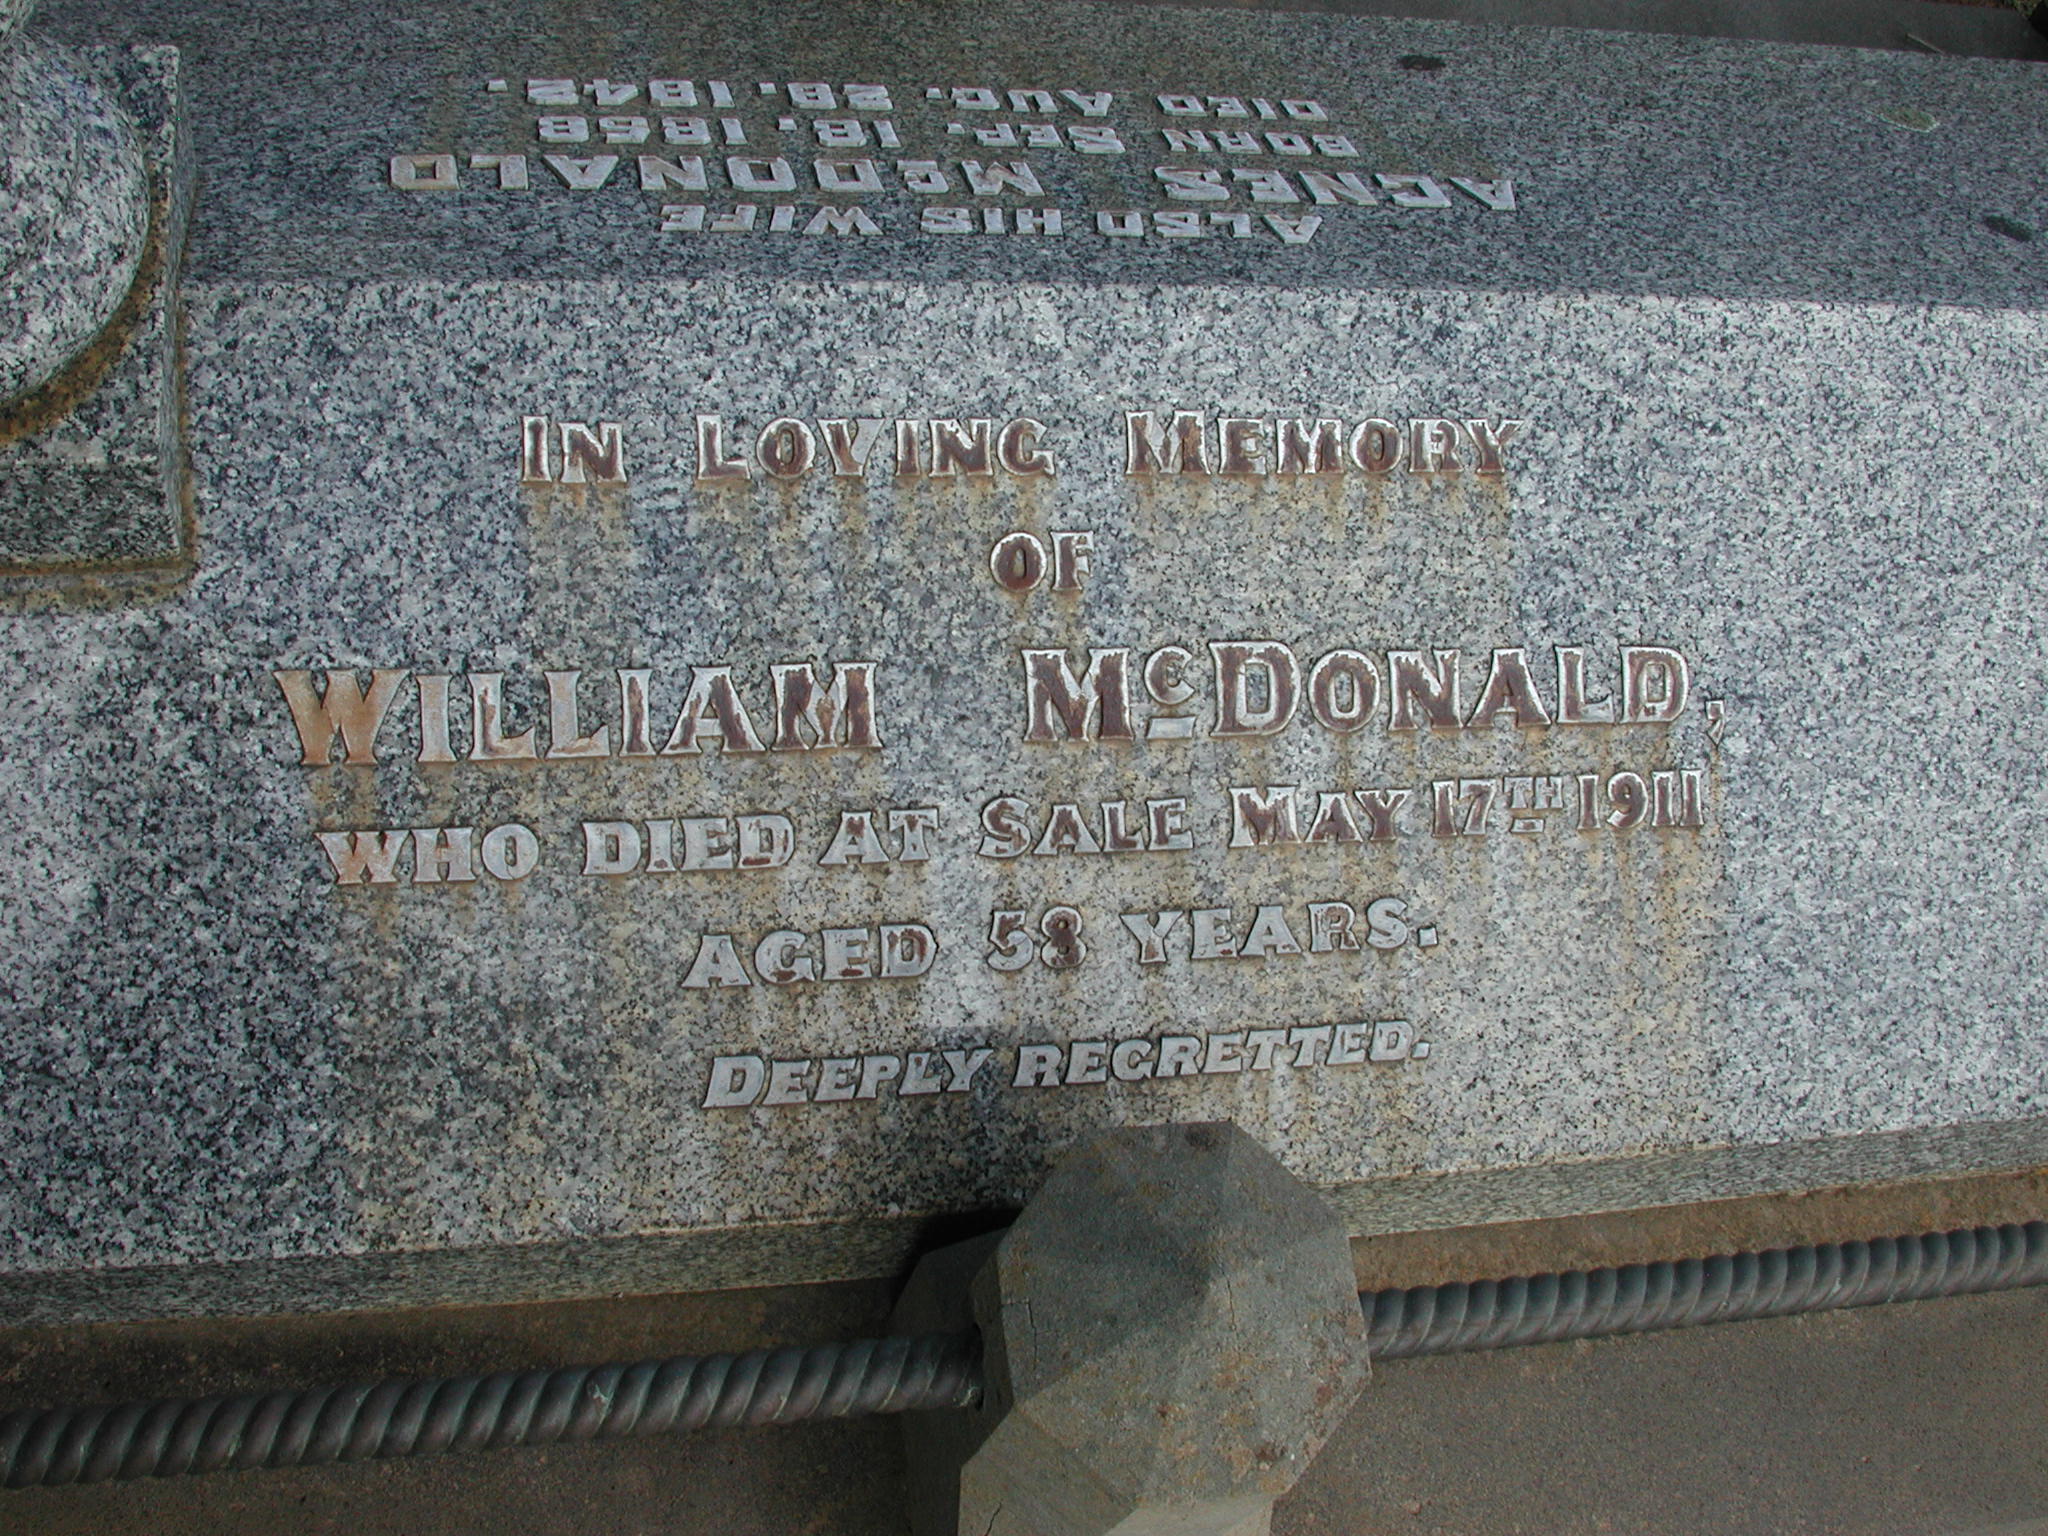 IN LOVING MEMORY
OF
WILLIAM McDONALD,
WHO DIED AT SALE MAY 17TH 1911
AGED 58 YEARS.
DEEPLY REGRETTED.
ALSO HIS WIFE
AGNES McDONALD
BORN SEP. 18. 1858
DIED AUG. 28. 1942.